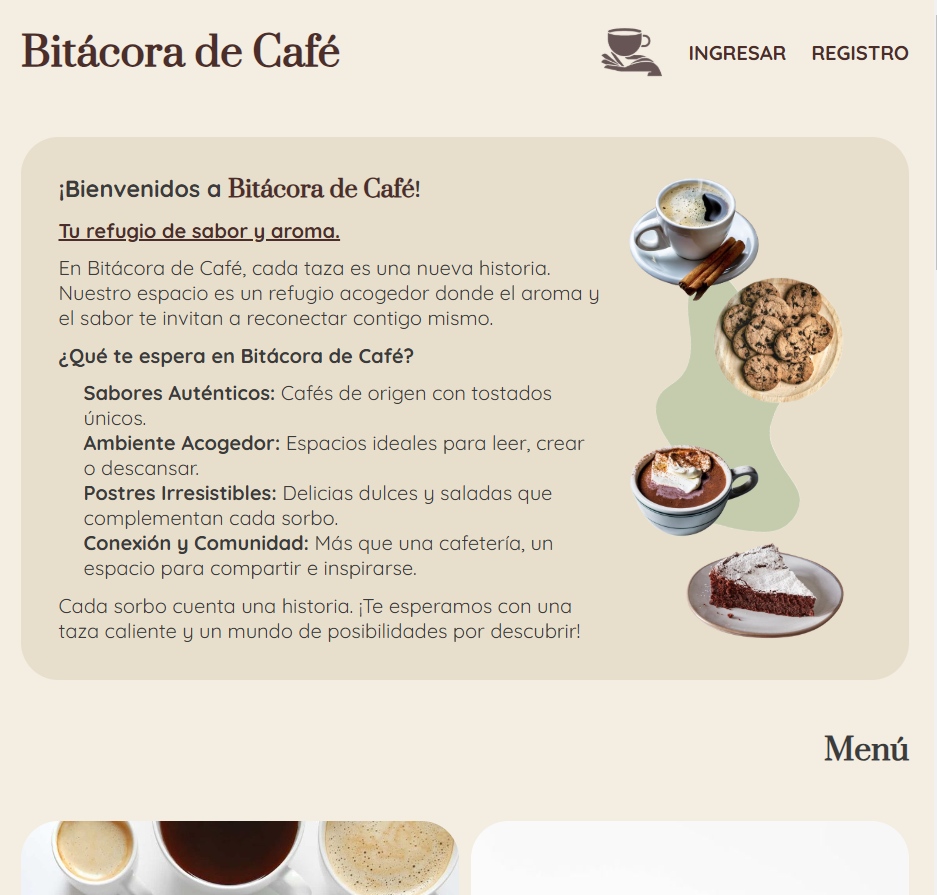 Bitácora de Café
INGRESAR
REGISTRO
¡Bienvenidos a Bitácora de Café!
Tu refugio de sabor y aroma.
En Bitácora de Café, cada taza es una nueva historia.
Nuestro espacio es un refugio acogedor donde el aroma y
el sabor te invitan a reconectar contigo mismo.
¿Qué te espera en Bitácora de Café?
Sabores Auténticos: Cafés de origen con tostados
únicos.
Ambiente Acogedor: Espacios ideales para leer, crear
o descansar.
Postres Irresistibles: Delicias dulces y saladas que
complementan cada sorbo.
Conexión y Comunidad: Más que una cafetería, un
espacio para compartir e inspirarse.
Cada sorbo cuenta una historia. ¡Te esperamos con una
taza caliente y un mundo de posibilidades por descubrir!
Menú